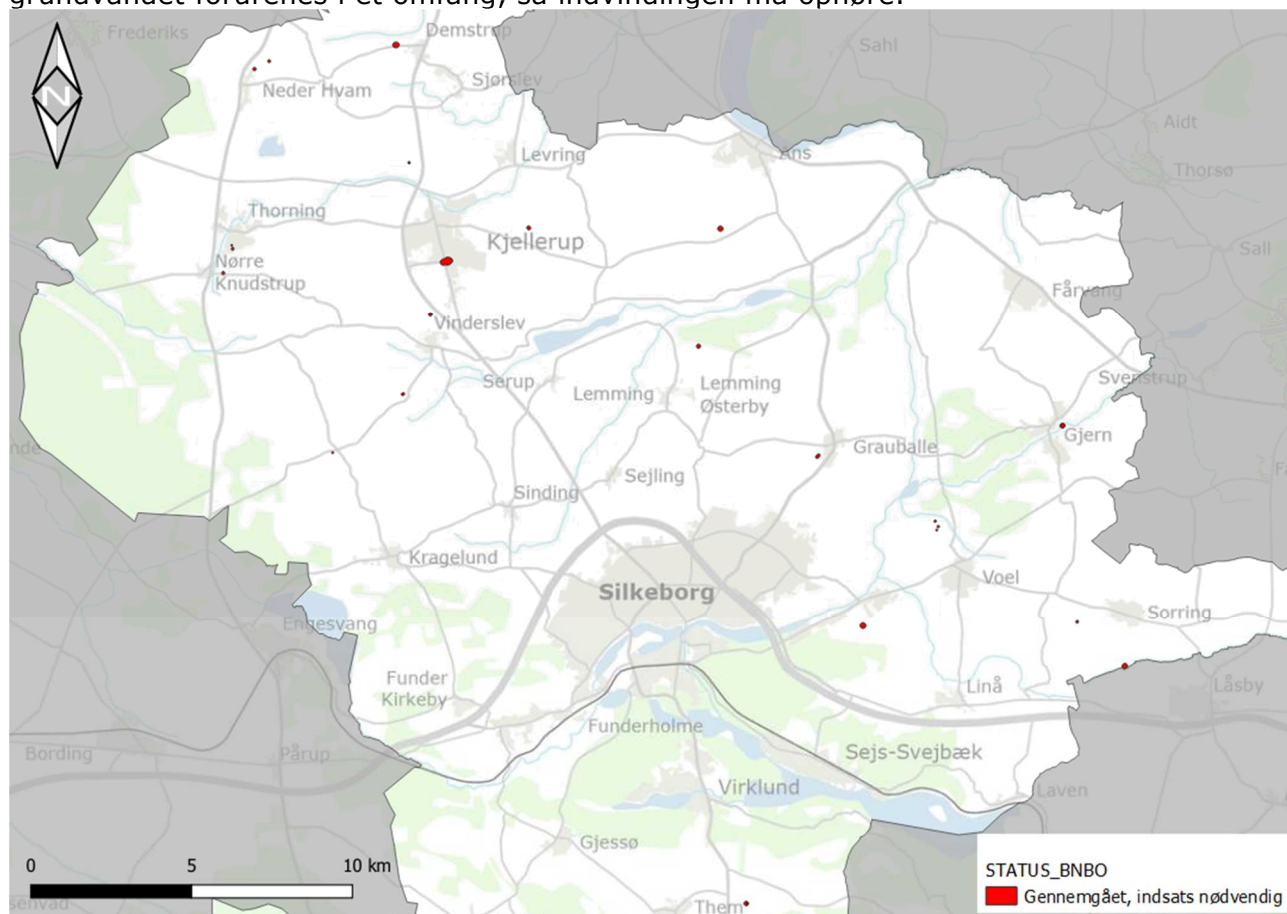 grundvandet forurenes i et omfang, så indvindingen må ophøre.
Frederiks
Demstrup
Sahl
Sjørslev
Neder Hvam
N
Aidt
Levring
Ans
Thorsø
Thorning
Kjellerup
Sall
Nørre
Knudstrup
Fårvang
Vinderslev
Serup
Lemming
Lemming
Østerby
Svenstrup
Gjern
Grauballe
Sejling
Sinding
Kragelund
Voel
Silkeborg
Sorring
Engesvang
Funder
Kirkeby
Linå
Låsby
Funderholme
Bording
Pårup
Sejs-Svejbæk
Virklund
Laven
Gjessø
0 5 10 km
STATUS_BNBO
Gennemgået, indsats nødvendig
Them